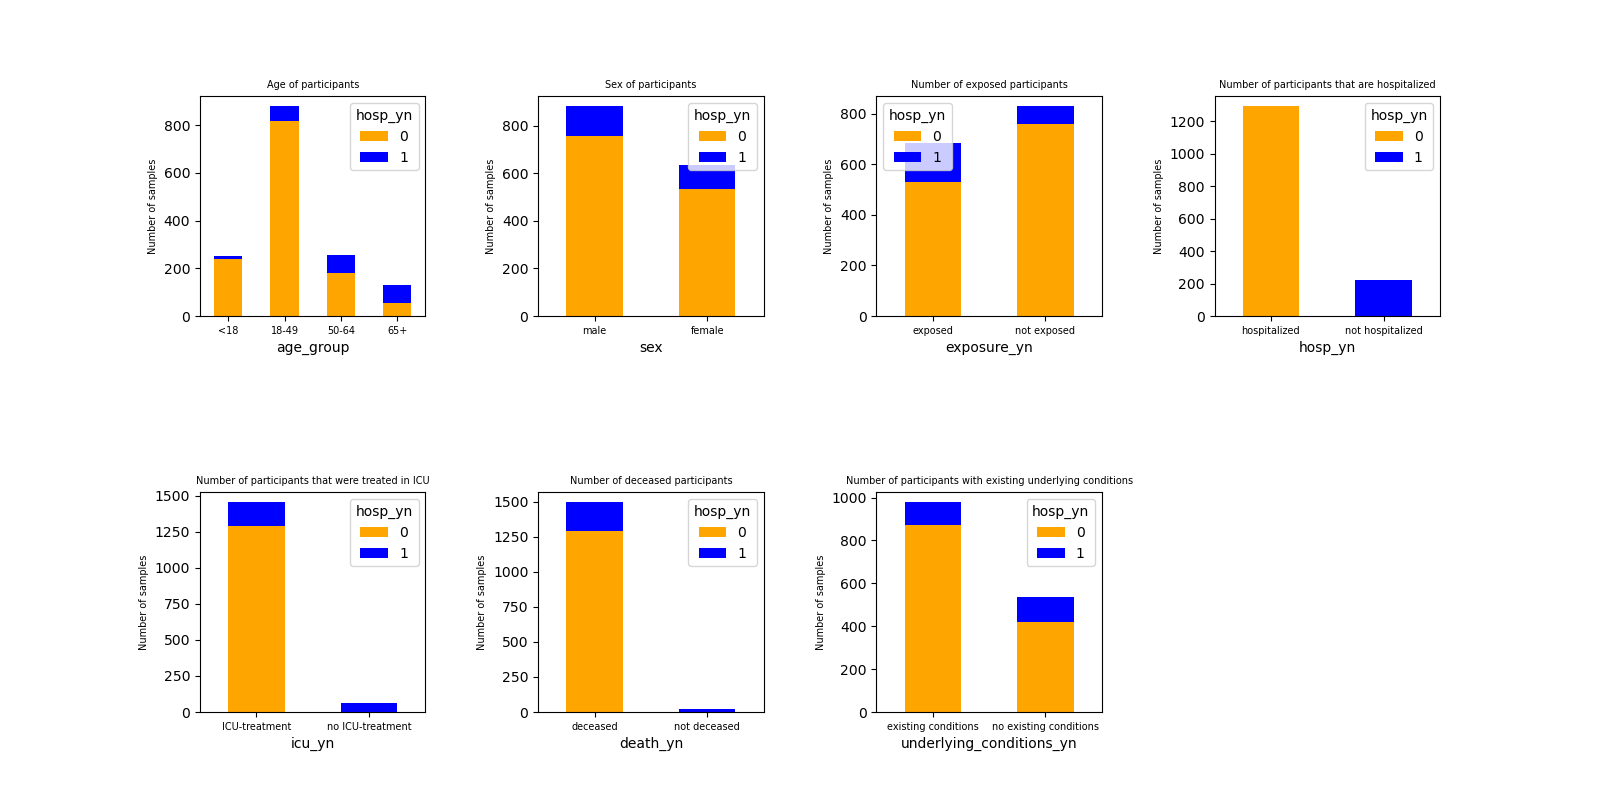 Age of participants
hosp_yn
0
1
800
600
400
200
0
Number of samples
<18 18-49 50-64 65+
age_group
Sex of participants
hosp_yn
0
1
800
600
400
200
0
Number of samples
male female
sex
Number of exposed participants
hosp_yn
0
1
800
600
400
200
0
Number of samples
exposed not exposed
exposure_yn
Number of participants that are hospitalized
hosp_yn
0
1
1200
1000
800
600
400
200
0
Number of samples
hospitalized not hospitalized
hosp_yn
Number of participants that were treated in ICU
hosp_yn
0
1
1500
1250
1000
750
500
250
0
Number of samples
ICU-treatment no ICU-treatment
icu_yn
Number of deceased participants
hosp_yn
0
1
1500
1250
1000
750
500
250
0
Number of samples
deceased not deceased
death_yn
Number of participants with existing underlying conditions
hosp_yn
0
1
1000
800
600
400
200
0
Number of samples
existing conditions no existing conditions
underlying_conditions_yn